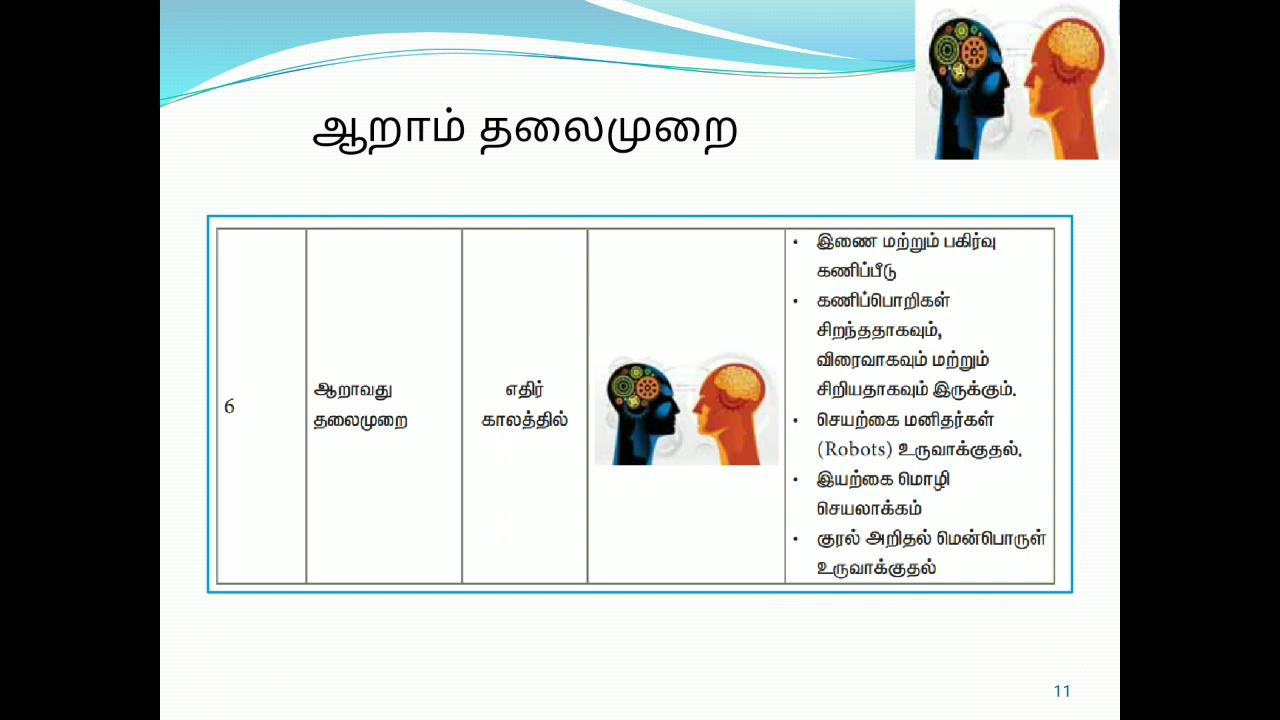 ஆறாம் தலைமுறை
6
ஆறாவது
தலைமுறை
எதிர்
காலத்தில்
• இணை மற்றும் பகிர்வு
கணிப்பீடு
• கணிப்பொறிகள்
சிறந்ததாகவும்,
விரைவாகவும் மற்றும்
சிறியதாகவும் இருக்கும்.
• செயற்கை மனிதர்கள்
(Robots) உருவாக்குதல்.
• இயற்கை மொழி
செயலாக்கம்
• குரல் அறிதல் மென்பொருள்
உருவாக்குதல்
11